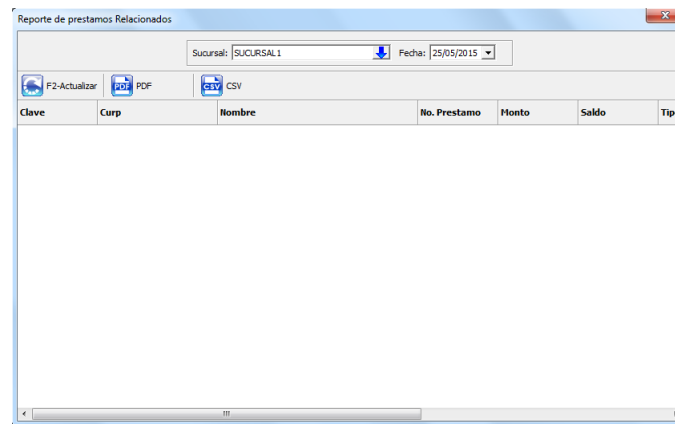 Reporte de prestamos Relacionados
Sucursal: SUCURSAL1 Fecha: 25/05/2015
F2-Actualizar PDF PDF CSV CSV
Clave Curp Nombre No. Prestamo Monto Saldo Tip